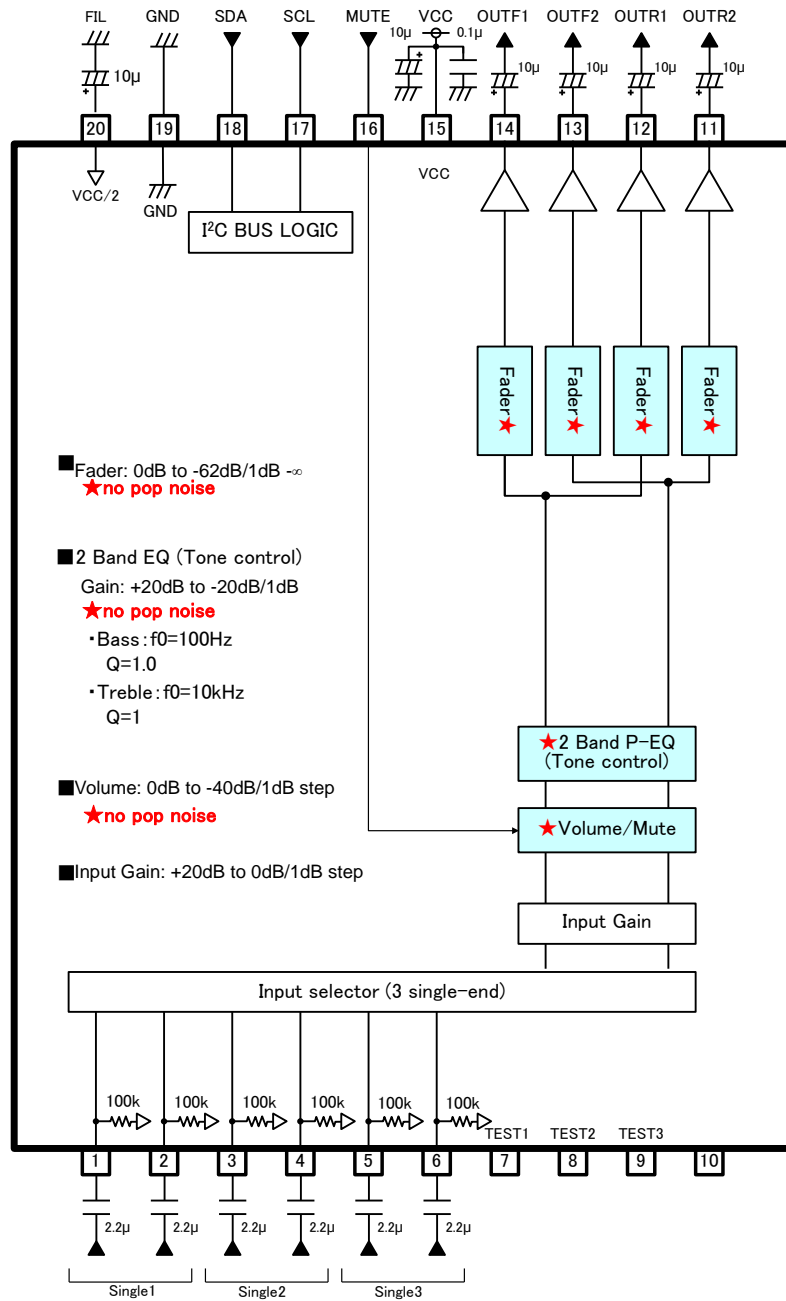 FIL GND SDA SCL MUTE VCC OUTF1 OUTF2 OUTR1 OUTR2
10μ 10μ 0.1μ 10μ 10μ 10μ 10μ
+ + + + + +
20 19 18 17 16 15 14 13 12 11
VCC/2 GND VCC
I²C BUS LOGIC
Fader★ Fader★ Fader★ Fader★
■Fader: 0dB to -62dB/1dB -∞
★no pop noise
■2 Band EQ (Tone control)
Gain: +20dB to -20dB/1dB
★no pop noise
・Bass:f0=100Hz
Q=1.0
・Treble:f0=10kHz
Q=1
★2 Band P-EQ
(Tone control)
■Volume: 0dB to -40dB/1dB step
★no pop noise
★Volume/Mute
■Input Gain: +20dB to 0dB/1dB step
Input Gain
Input selector (3 single-end)
100k 100k 100k 100k 100k 100k
TEST1 TEST2 TEST3
1 2 3 4 5 6 7 8 9 10
2.2μ 2.2μ 2.2μ 2.2μ 2.2μ 2.2μ
Single1 Single2 Single3